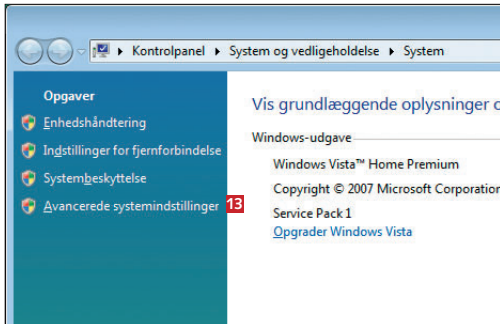 Kontrolpanel ▸ System og vedligeholdelse ▸ System
Opgaver
Enhedshåndtering
Indstillinger for fjernforbindelse
Systembeskyttelse
Avancerede systemindstillinger 13
Vis grundlæggende oplysninger o
Windows-udgave
Windows Vista™ Home Premium
Copyright © 2007 Microsoft Corporation
Service Pack 1
Opgrader Windows Vista